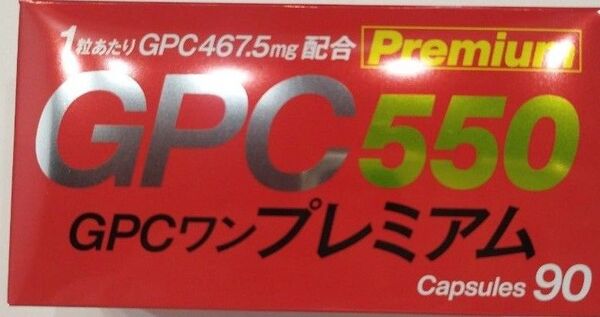 1粒あたりGPC467.5mg配合 Premium
GPC550
GPCワンプレミアム
Capsules 90